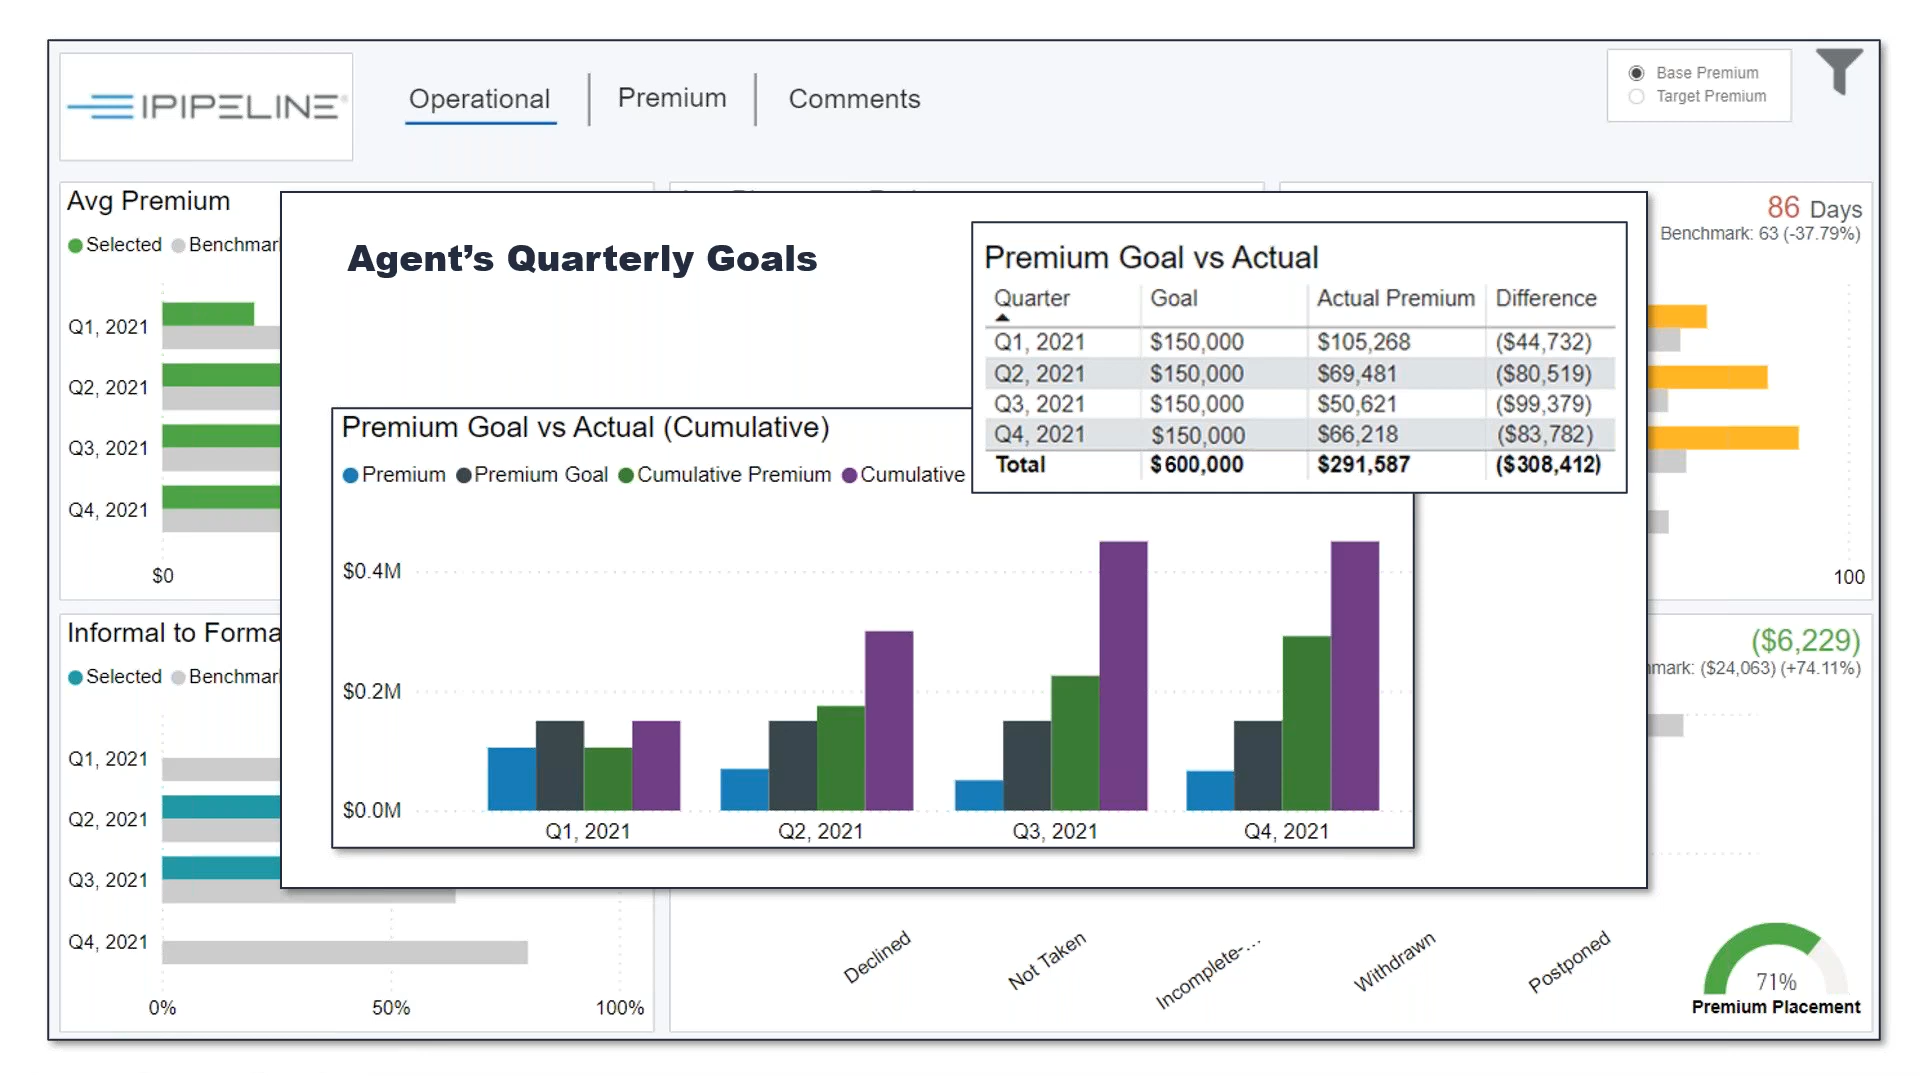 IPIPELINE®
Operational
Premium
Comments
Base Premium
Target Premium
Avg Premium
Selected Benchmar
Q1, 2021
Q2, 2021
Q3, 2021
Q4, 2021
$0
86 Days
Benchmark: 63 (-37.79%)
100
Agent’s Quarterly Goals
Premium Goal vs Actual
Quarter Goal Actual Premium Difference
Q1, 2021 $150,000 $105,268 ($44,732)
Q2, 2021 $150,000 $69,481 ($80,519)
Q3, 2021 $150,000 $50,621 ($99,379)
Q4, 2021 $150,000 $66,218 ($83,782)
Total $600,000 $291,587 ($308,412)
Premium Goal vs Actual (Cumulative)
Premium Premium Goal Cumulative Premium Cumulative
$0.4M
$0.2M
$0.0M
Q1, 2021 Q2, 2021 Q3, 2021 Q4, 2021
Informal to Forma
Selected Benchmar
Q1, 2021
Q2, 2021
Q3, 2021
Q4, 2021
0% 50% 100%
($6,229)
mark: ($24,063) (+74.11%)
Declined Not Taken Incomplete-... Withdrawn Postponed
71%
Premium Placement